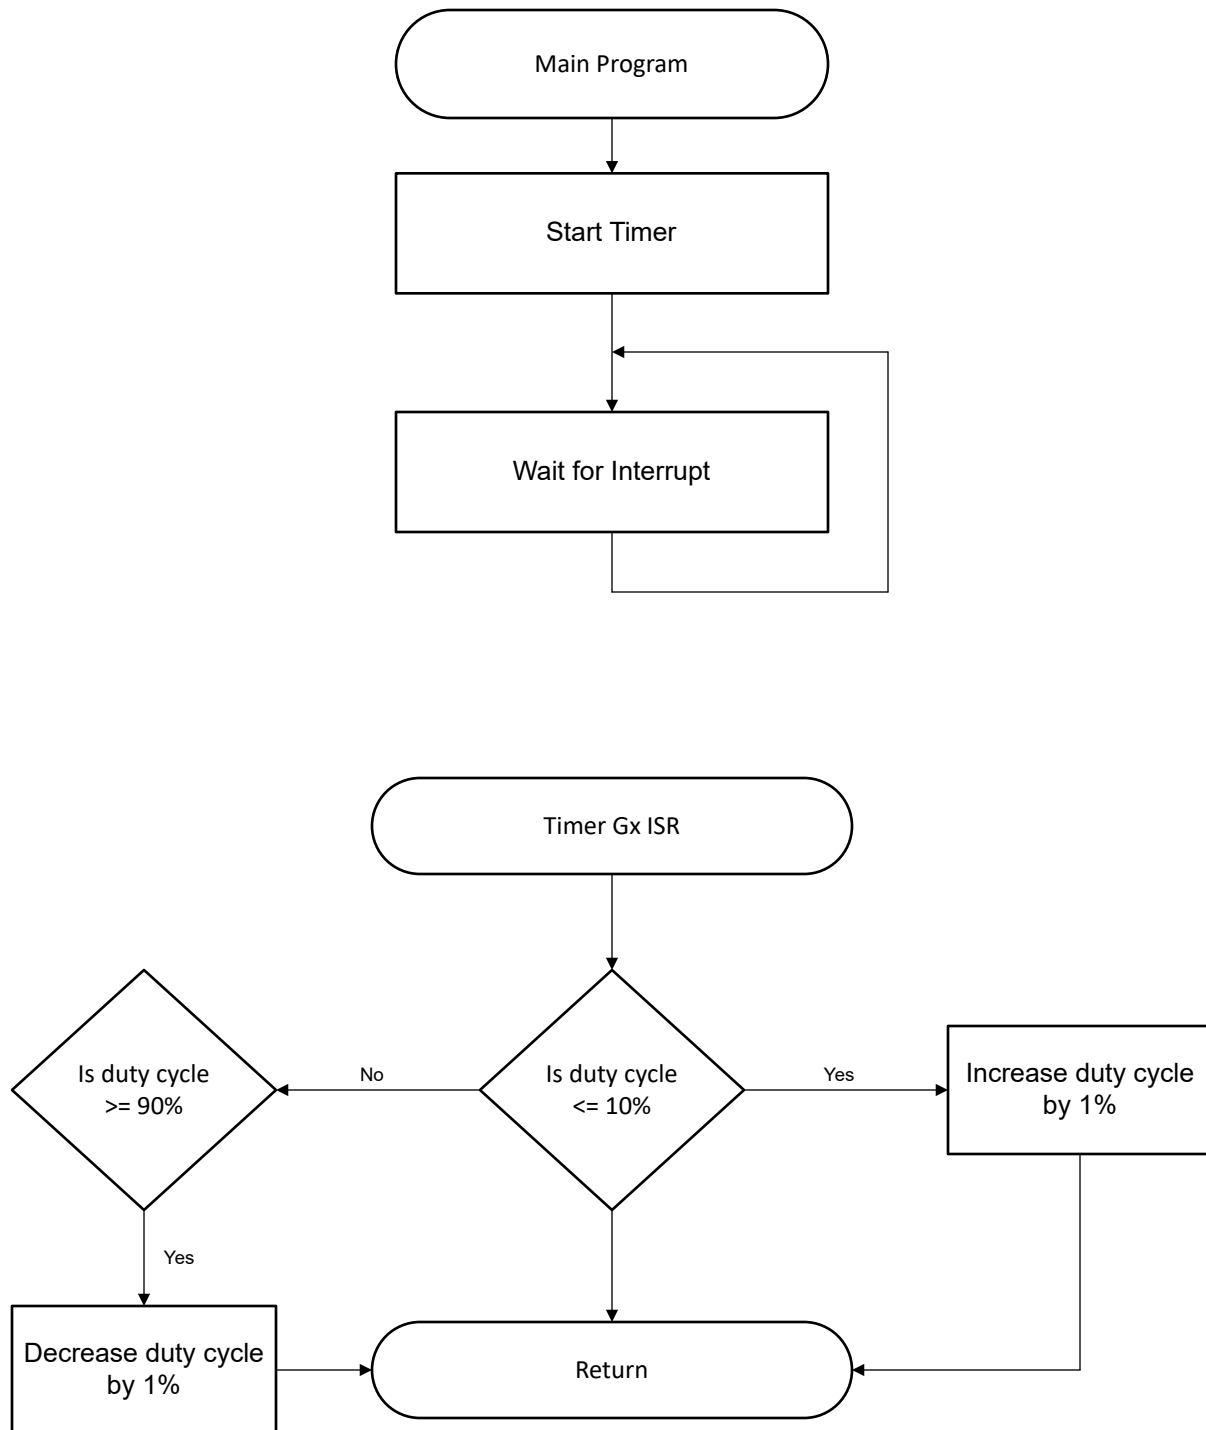 Main Program
Start Timer
Wait for Interrupt
Timer Gx ISR
Is duty cycle
>= 90%
No
Is duty cycle
<= 10%
Yes
Increase duty cycle
by 1%
Yes
Decrease duty cycle
by 1%
Return